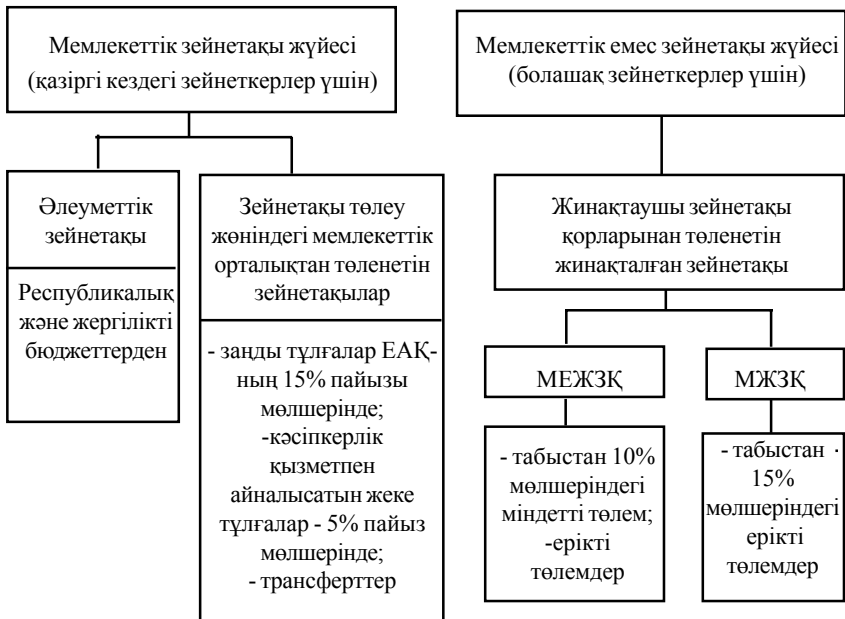 Мемлекеттік зейнетақы жүйесі
(қазіргі кездегі зейнеткерлер үшін)
Мемлекеттік емес зейнетақы жүйесі
(болашақ зейнеткерлер үшін)
Әлеуметтік
зейнетақы
Республикалық
және жергілікті
бюджеттерден
Зейнетақы төлеу
жөніндегі мемлекеттік
орталықтан төленетін
зейнетақылар
- заңды тұлғалар ЕАҚ-
ның 15% пайызы
мөлшерінде;
-кәсіпкерлік
қызметпен
айналысатын жеке
тұлғалар - 5% пайыз
мөлшерінде;
- трансферттер
Жинақтаушы зейнетақы
қорларынан төленетін
жинақталған зейнетақы
МЕЖЗҚ
- табыстан 10%
мөлшеріндегі
міндетті төлем;
-ерікті
төлемдер
МЖЗҚ
- табыстан
15%
мөлшеріндегі
ерікті
төлемдер